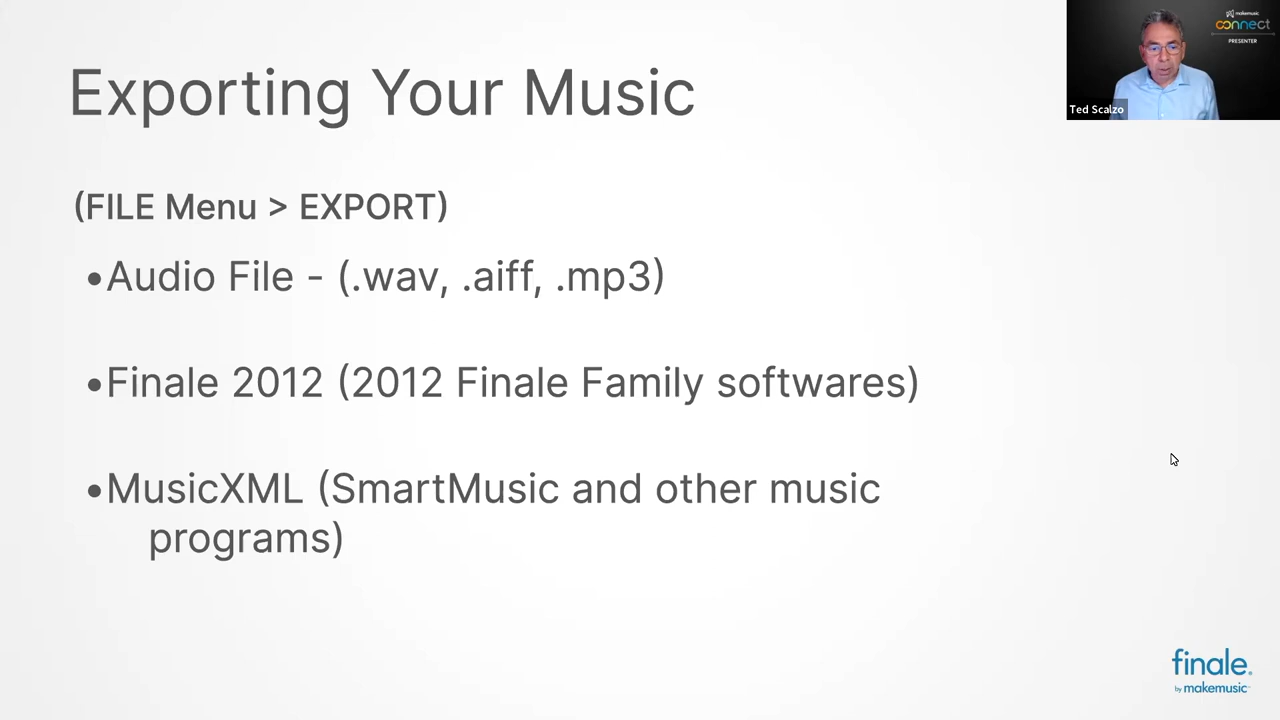 Exporting Your Music
makemusic
connect
PRESENTER
Ted Scalzo
(FILE Menu > EXPORT)
•Audio File - (.wav, .aiff, .mp3)
•Finale 2012 (2012 Finale Family softwares)
•MusicXML (SmartMusic and other music
programs)
finale®
by makemusic™